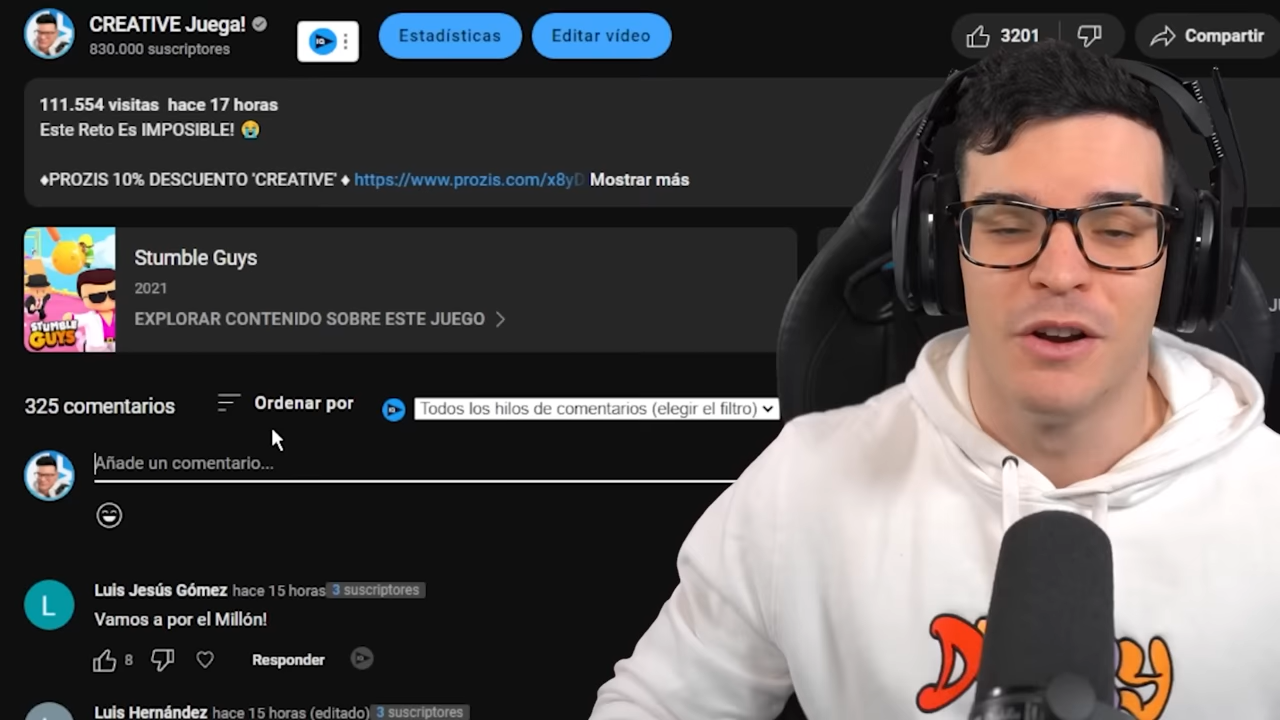 CREATIVE Juega!
830.000 suscriptores
Estadísticas
Editar vídeo
3201
Compartir
111.554 visitas hace 17 horas
Este Reto Es IMPOSIBLE! 😭
♦PROZIS 10% DESCUENTO 'CREATIVE' ♦ https://www.prozis.com/x8yD Mostrar más
STUMBLE GUYS
Stumble Guys
2021
EXPLORAR CONTENIDO SOBRE ESTE JUEGO
325 comentarios
Ordenar por
Todos los hilos de comentarios (elegir el filtro)
Añade un comentario...
L
Luis Jesús Gómez hace 15 horas 3 suscriptores
Vamos a por el Millón!
8
Responder
Luis Hernández hace 15 horas (editado) 3 suscriptores